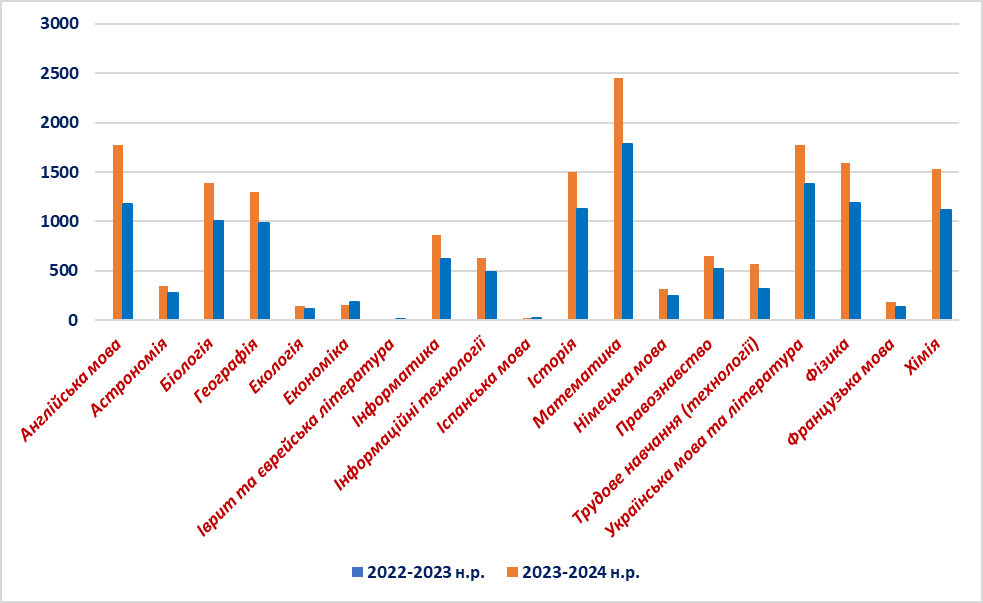 3000
2500
2000
1500
1000
500
0
Англійська мова
Астрономія
Біологія
Географія
Екологія
Економіка
Іврит та єврейська література
Інформатика
Інформаційні технології
Іспанська мова
Історія
Математика
Німецька мова
Правознавство
Трудове навчання (технології)
Українська мова та література
Фізика
Французька мова
Хімія
2022-2023 н.р.
2023-2024 н.р.